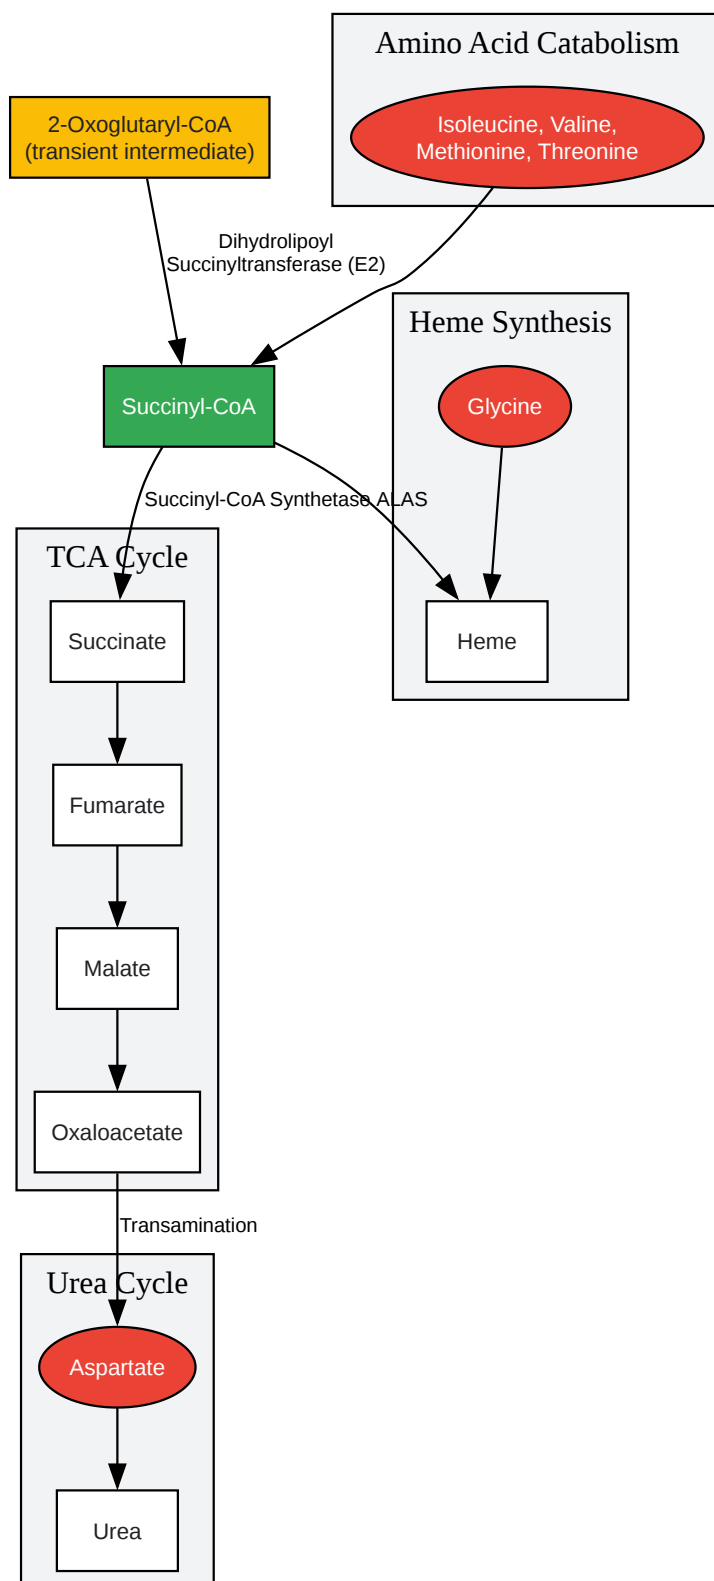 Amino Acid Catabolism
2-Oxoglutaryl-CoA
(transient intermediate)
Isoleucine, Valine,
Methionine, Threonine
Dihydrolipoyl
Succinyltransferase (E2)
Heme Synthesis
Succinyl-CoA
Glycine
Succinyl-CoA Synthetase
ALAS
TCA Cycle
Succinate
Heme
Fumarate
Malate
Oxaloacetate
Transamination
Urea Cycle
Aspartate
Urea